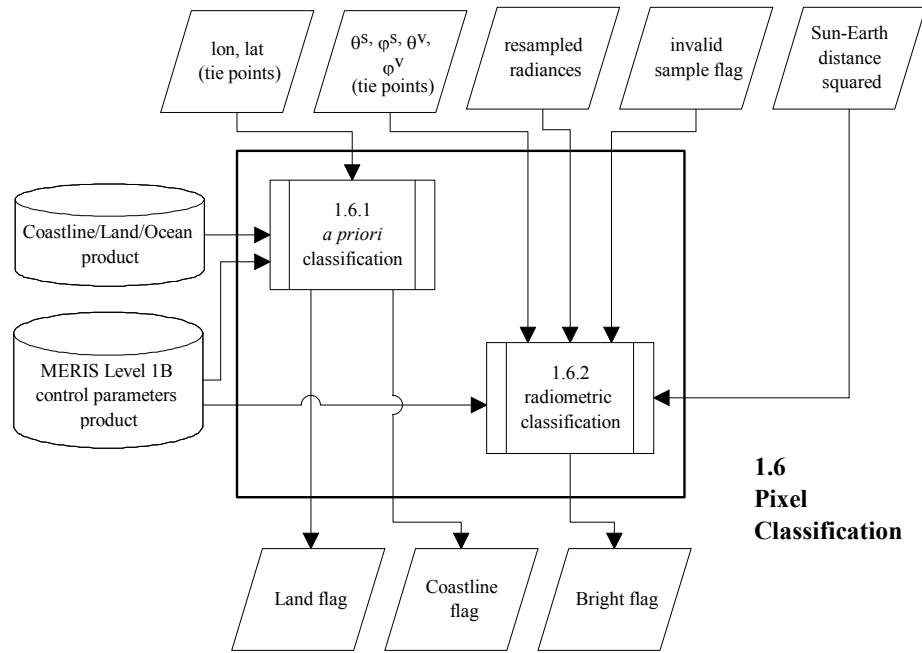 lon, lat
(tie points)
θs, φs, θv,
φv
(tie points)
resampled
radiances
invalid
sample flag
Sun-Earth
distance
squared
Coastline/Land/Ocean
product
1.6.1
a priori
classification
MERIS Level 1B
control parameters
product
1.6.2
radiometric
classification
1.6
Pixel
Classification
Land flag
Coastline
flag
Bright flag